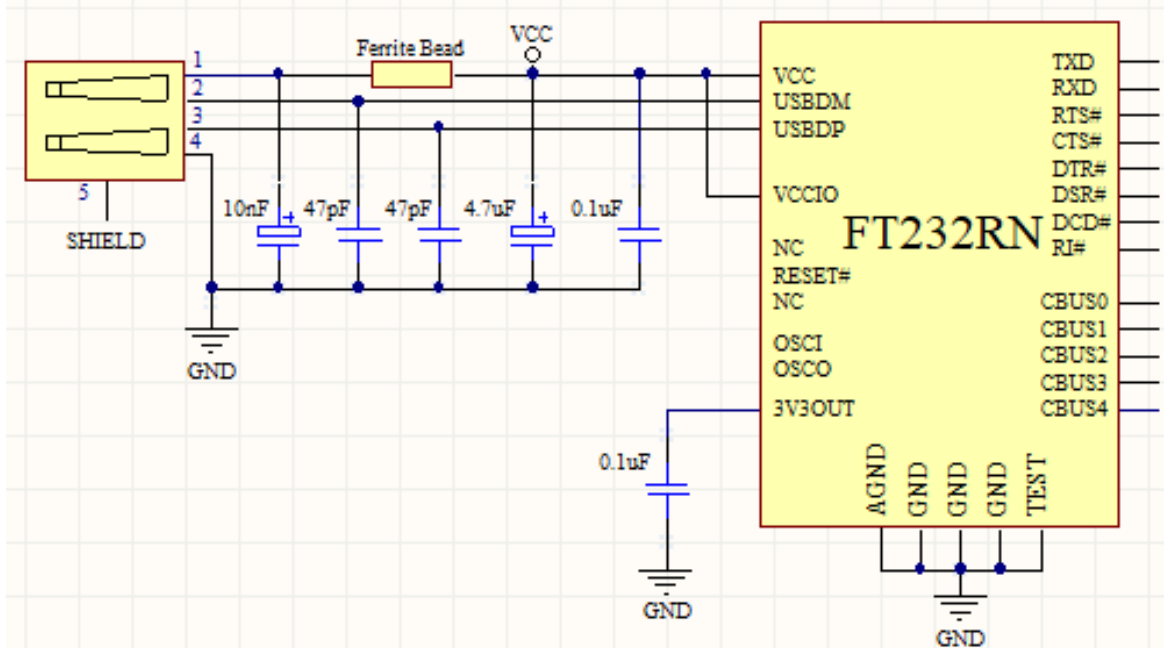 VCC
Ferrite Bead
1
2
3
4
5
SHIELD
10nF
47pF
47pF
4.7uF
0.1uF
GND
VCC
USBDM
USBDP
VCCIO
NC
RESET#
NC
OSCI
OSCO
3V3OUT
FT232RN
TXD
RXD
RTS#
CTS#
DTR#
DSR#
DCD#
RI#
CBUS0
CBUS1
CBUS2
CBUS3
CBUS4
AGND
GND
GND
GND
TEST
0.1uF
GND
GND